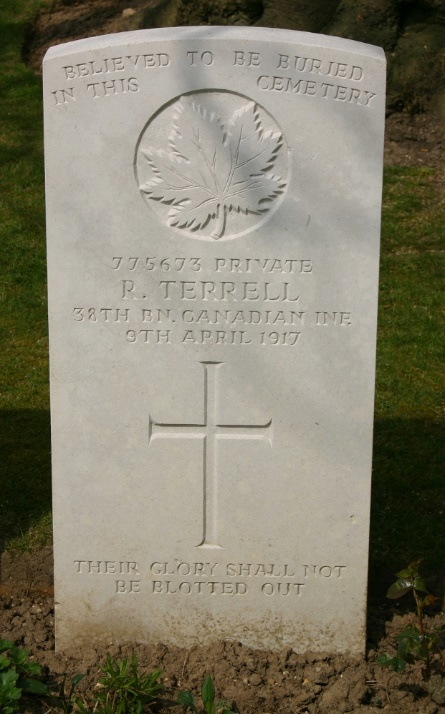 BELIEVED TO BE BURIED
IN THIS CEMETERY
775673 PRIVATE
R. TERRELL
38TH BN. CANADIAN INF.
9TH APRIL 1917
THEIR GLORY SHALL NOT
BE BLOTTED OUT